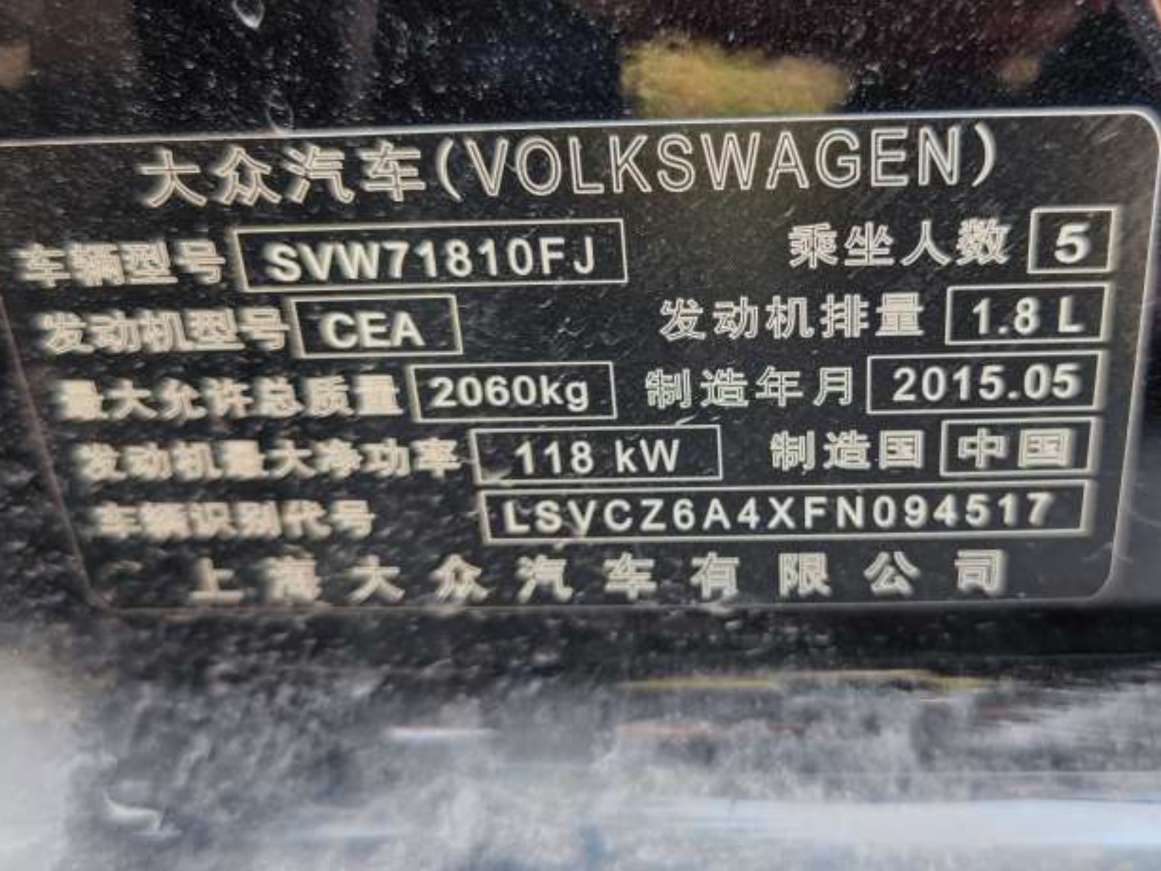 大众汽车(VOLKSWAGEN)
车辆型号 SVW71810FJ 乘坐人数 5
发动机型号 CEA 发动机排量 1.8 L
最大允许总质量 2060kg 制造年月 2015.05
发动机最大净功率 118 kW 制造国 中国
车辆识别代号 LSVCZ6A4XFN094517
上海大众汽车有限公司